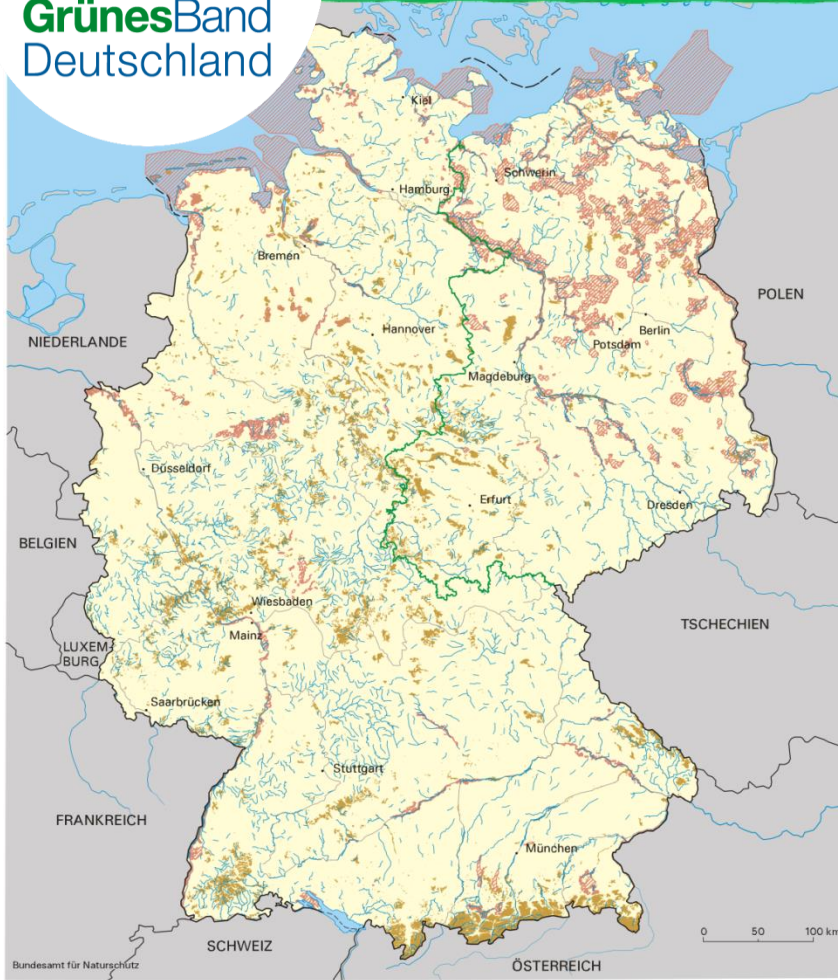 GrünesBand
Deutschland
Kiel
Schwerin
Hamburg
Bremen
POLEN
Hannover
Berlin
Potsdam
NIEDERLANDE
Magdeburg
Düsseldorf
Erfurt
Dresden
BELGIEN
Wiesbaden
Mainz
TSCHECHIEN
LUXEM-
BURG
Saarbrücken
Stuttgart
FRANKREICH
München
0 50 100 km
SCHWEIZ
Bundesamt für Naturschutz
ÖSTERREICH